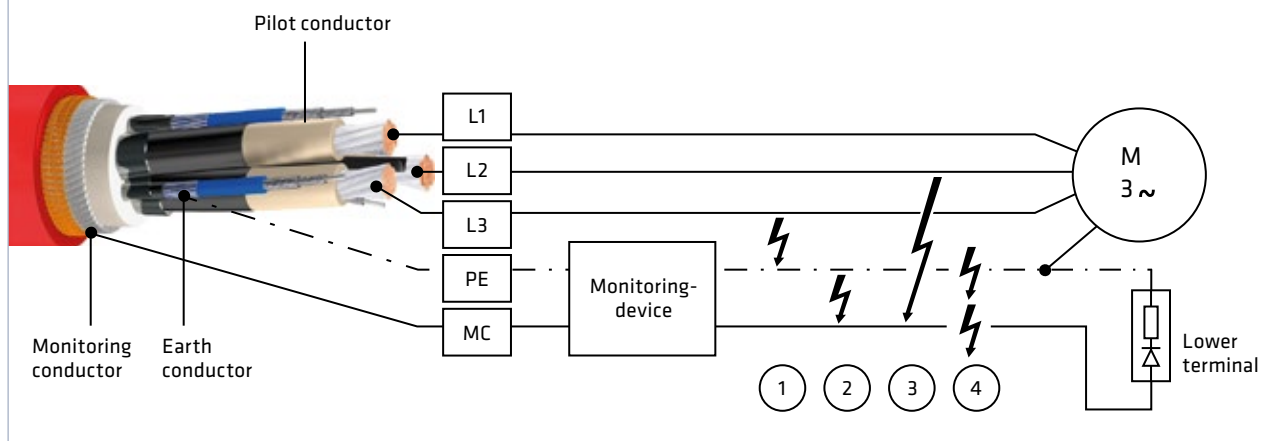 Pilot conductor
L1
L2
L3
PE
MC
Monitoring-
device
M
3 ~
Monitoring
conductor
Earth
conductor
1
2
3
4
Lower
terminal